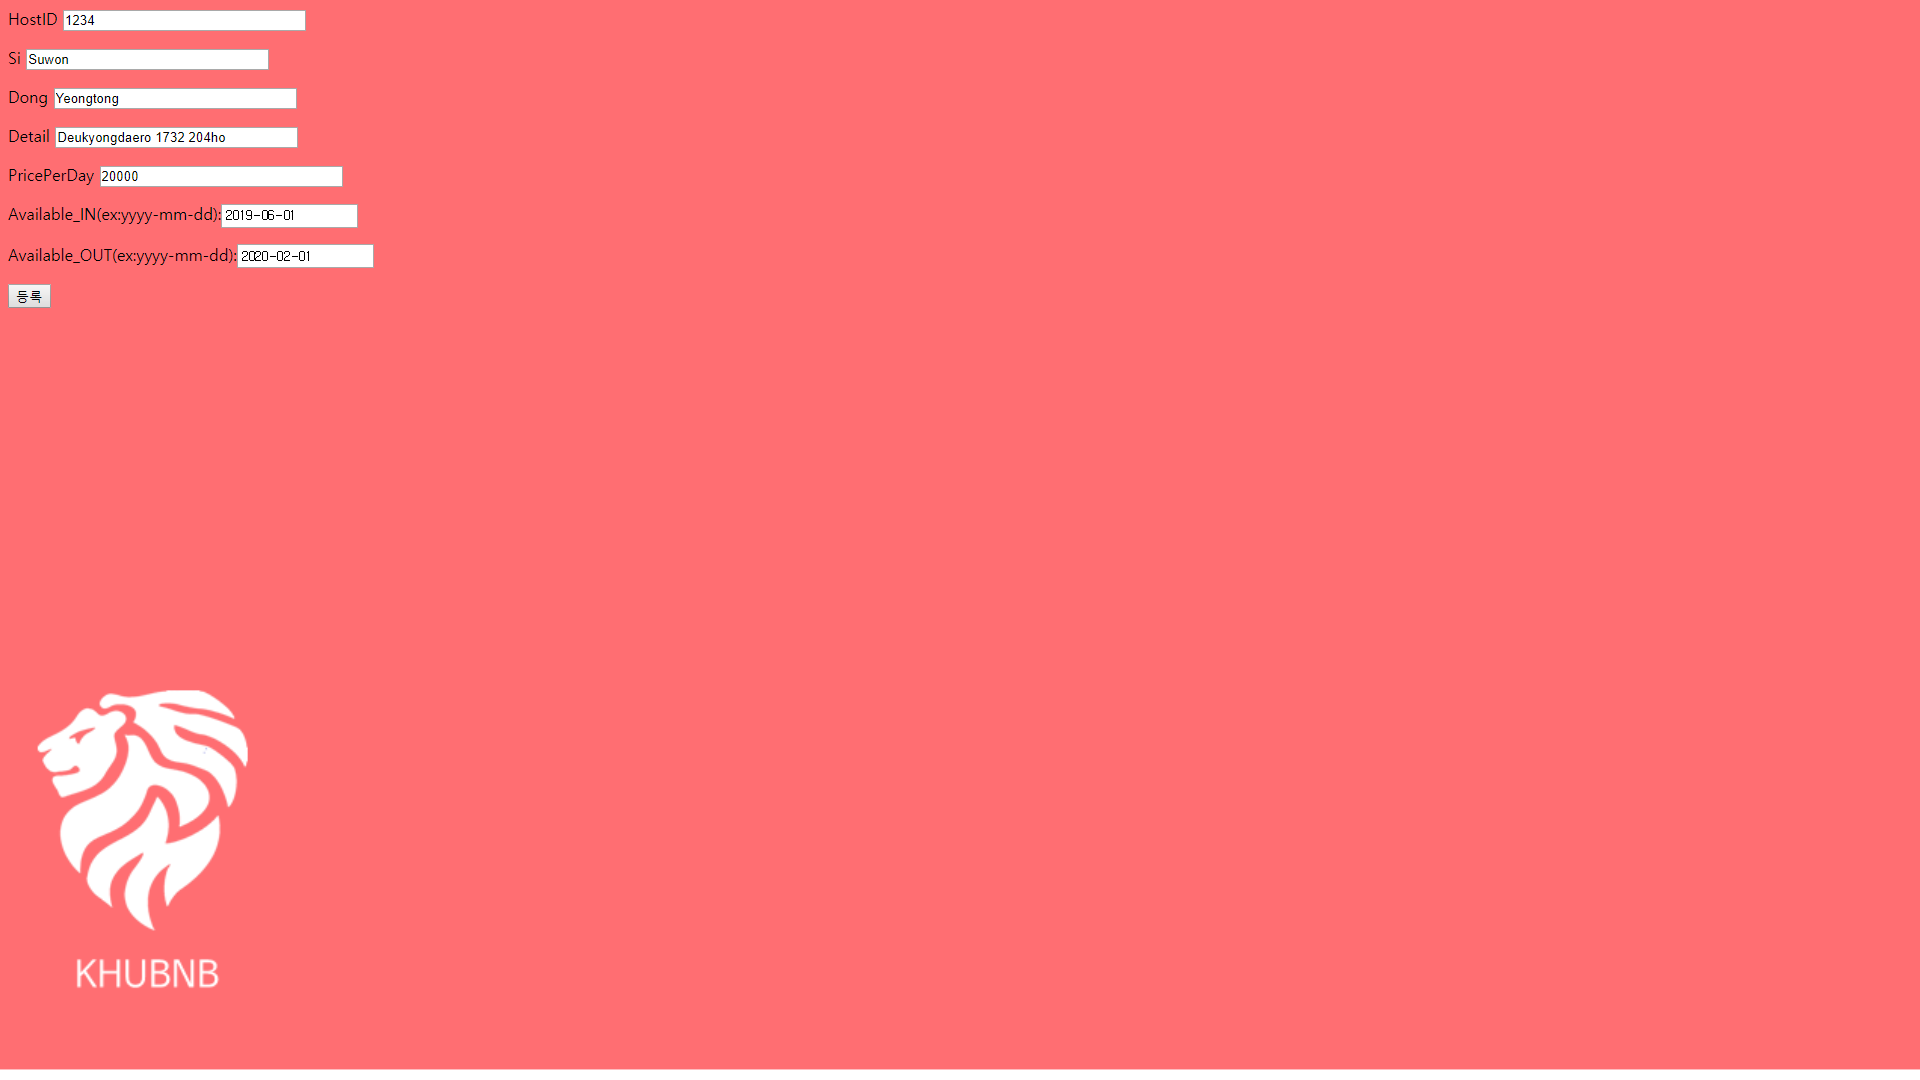 HostID 1234
Si Suwon
Dong Yeongtong
Detail Deukyongdaero 1732 204ho
PricePerDay 20000
Available_IN(ex:yyyy-mm-dd): 2019-06-01
Available_OUT(ex:yyyy-mm-dd): 2020-02-01
등록
KHUBNB